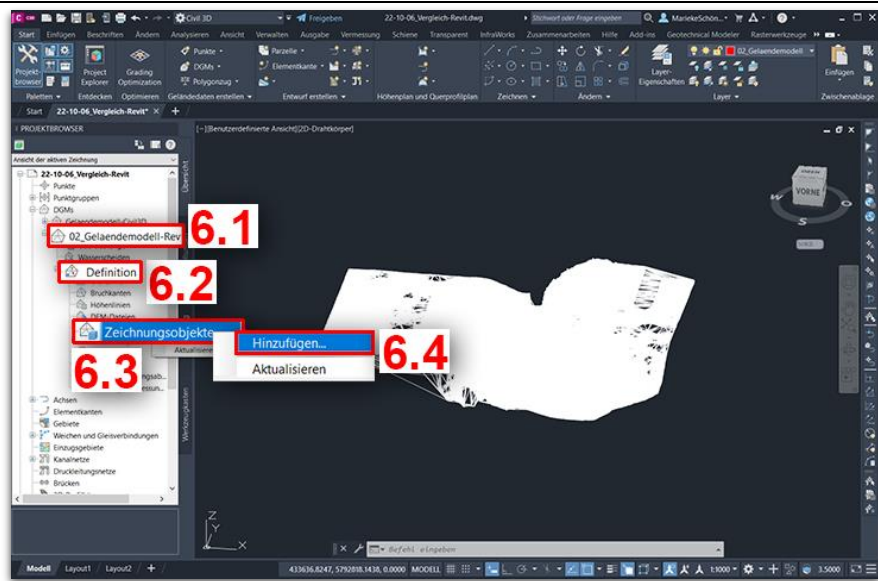 Civil 3D
Freigeben
22-10-06_Vergleich-Revit.dwg
Stichwort oder Frage eingeben
MariekeSchön...
Start Einfügen Beschriften Ändern Analysieren Ansicht Verwalten Ausgabe Vermessung Schiene Transparent InfraWorks Zusammenarbeiten Hilfe Add-ins Geotechnical Modeler Rasterwerkzeuge
Projekt-browser
Project Explorer
Grading Optimization
Punkte
DGMs
Polygonzug
Parzelle
Elementkante
Layer-Eigenschaften
02_Gelaendemodell
Einfügen
Paletten Entdecken Optimieren Geländedaten erstellen Entwurf erstellen Höhenplan und Querprofilplan Zeichnen Ändern Layer Zwischenablage
Start 22-10-06_Vergleich-Revit*
PROJEKTBROWSER
[–][Benutzerdefinierte Ansicht][2D-Drahtkörper]
Ansicht der aktiven Zeichnung
Übersicht
22-10-06_Vergleich-Revit
Punkte
Punktgruppen
DGMs
Gelaendemodell-Civil3D
02_Gelaendemodell-Rev
6.1
Wasserscheiden
Definition
6.2
Bruchkanten
Höhenlinien
DEM-Dateien
Zeichnungsobjekte
6.3
Hinzufügen...
6.4
Aktualisieren
Achsen
Elementkanten
Gebiete
Weichen und Gleisverbindungen
Einzugsgebiete
Kanalnetze
Druckleitungsnetze
Brücken
Werkzeugkasten
OBEN
VORNE
W
S
Z
Y
X
Befehl eingeben
Modell Layout1 Layout2 +
433636.8247, 5792818.1438, 0.0000 MODELL
1:1000
3.5000